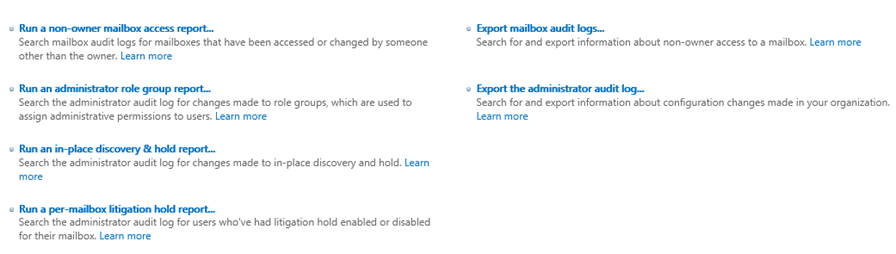 Run a non-owner mailbox access report...
Search mailbox audit logs for mailboxes that have been accessed or changed by someone
other than the owner. Learn more
Run an administrator role group report...
Search the administrator audit log for changes made to role groups, which are used to
assign administrative permissions to users. Learn more
Run an in-place discovery & hold report...
Search the administrator audit log for changes made to in-place discovery and hold. Learn
more
Run a per-mailbox litigation hold report...
Search the administrator audit log for users who've had litigation hold enabled or disabled
for their mailbox. Learn more
Export mailbox audit logs...
Search for and export information about non-owner access to a mailbox. Learn more
Export the administrator audit log...
Search for and export information about configuration changes made in your organization.
Learn more